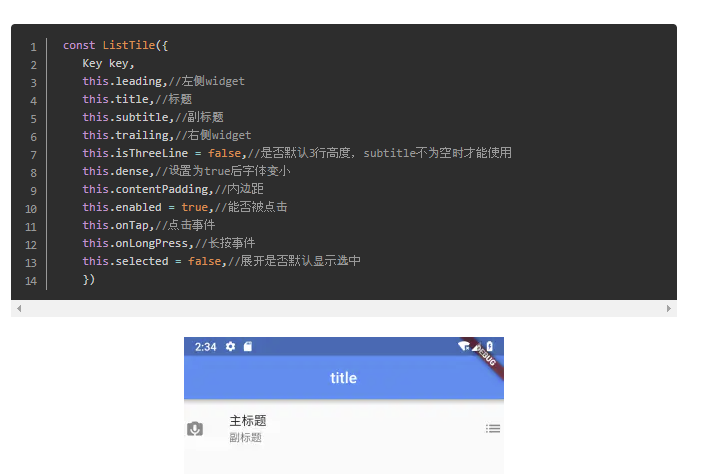 1 const ListTile({
2 Key key,
3 this.leading,//左侧widget
4 this.title,//标题
5 this.subtitle,//副标题
6 this.trailing,//右侧widget
7 this.isThreeLine = false,//是否默认3行高度，subtitle不为空时才能使用
8 this.dense,//设置为true后字体变小
9 this.contentPadding,//内边距
10 this.enabled = true,//能否被点击
11 this.onTap,//点击事件
12 this.onLongPress,//长按事件
13 this.selected = false,//展开是否默认显示选中
14 })
2:34
DEBUG
title
主标题
副标题